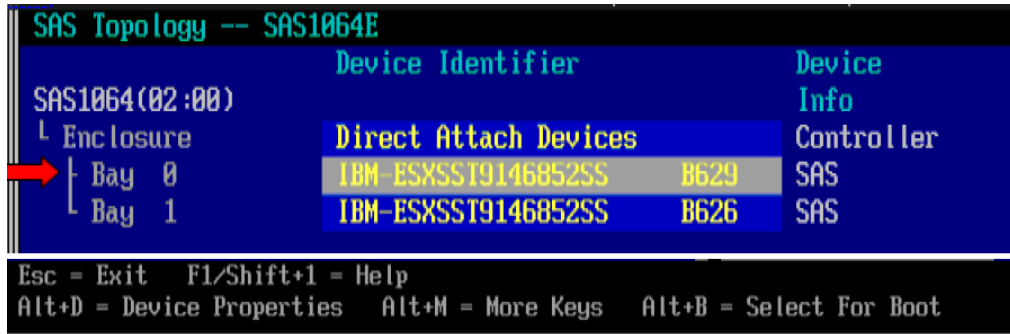 SAS Topology -- SAS1064E
Device Identifier Device
SAS1064(02:00) Info
Enclosure Direct Attach Devices Controller
Bay 0 IBM-ESXSST9146852SS B629 SAS
Bay 1 IBM-ESXSST9146852SS B626 SAS
Esc = Exit F1/Shift+1 = Help
Alt+D = Device Properties Alt+M = More Keys Alt+B = Select For Boot